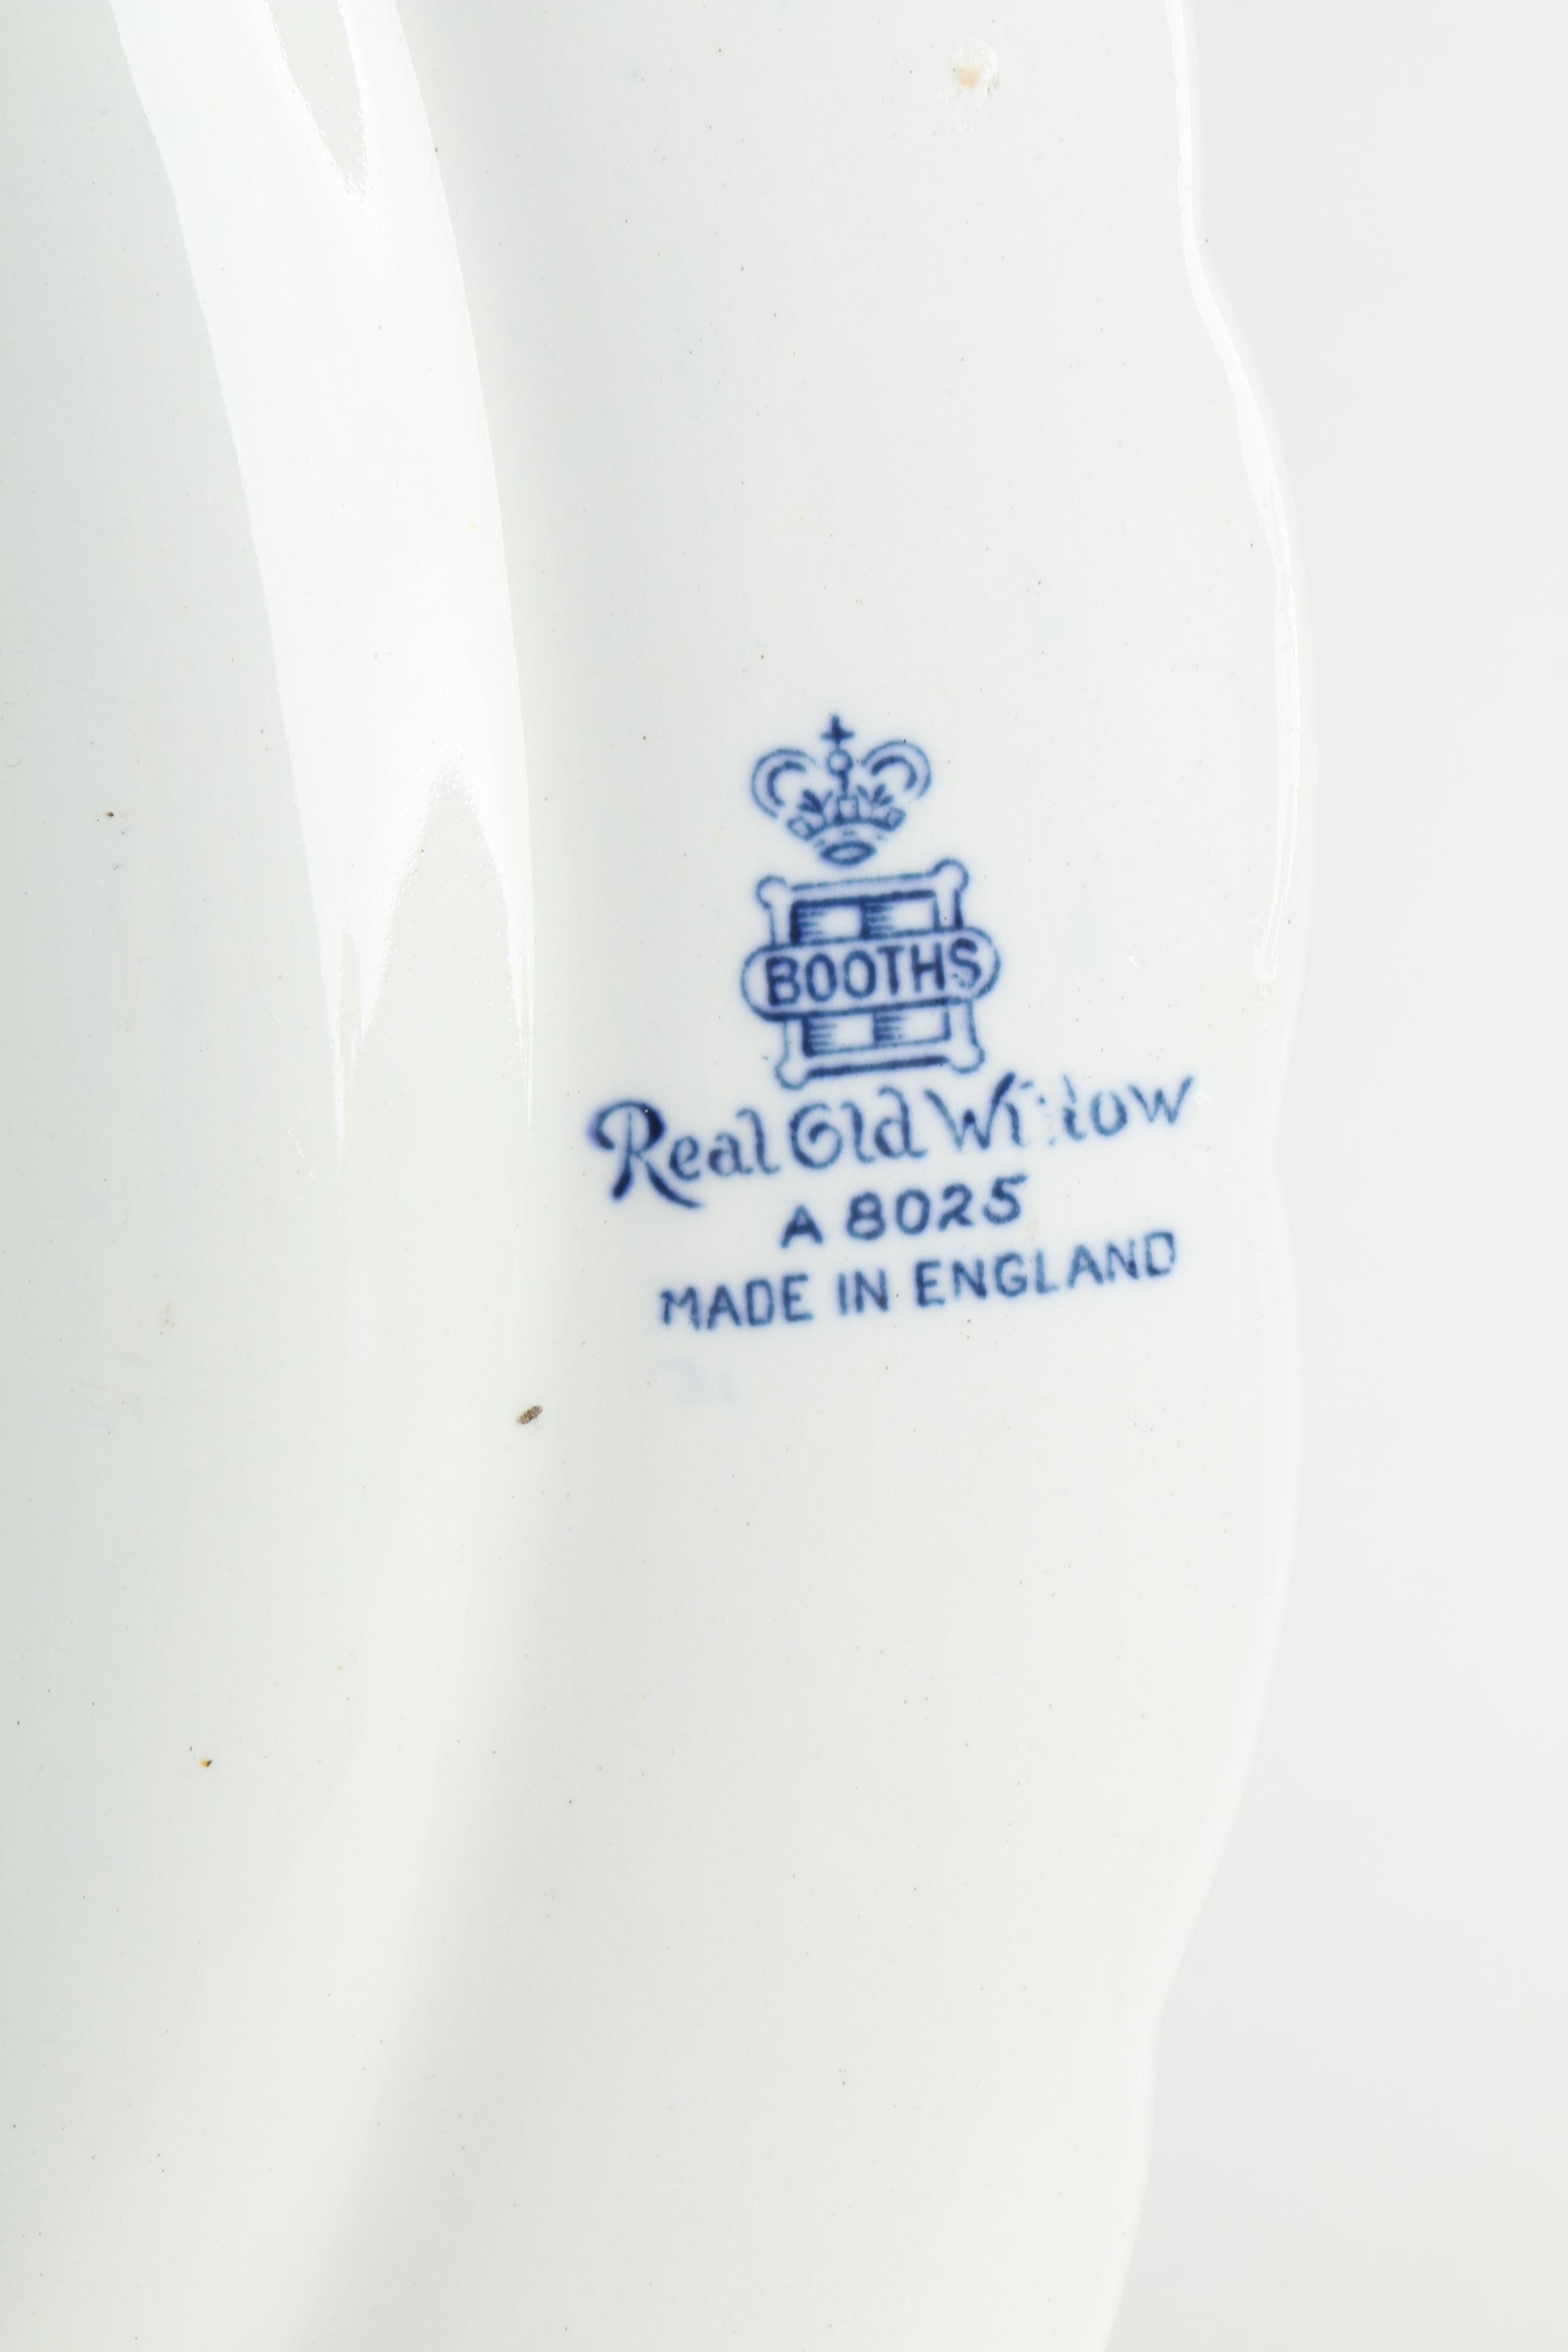 BOOTHS
Real Old Willow
A 8025
MADE IN ENGLAND